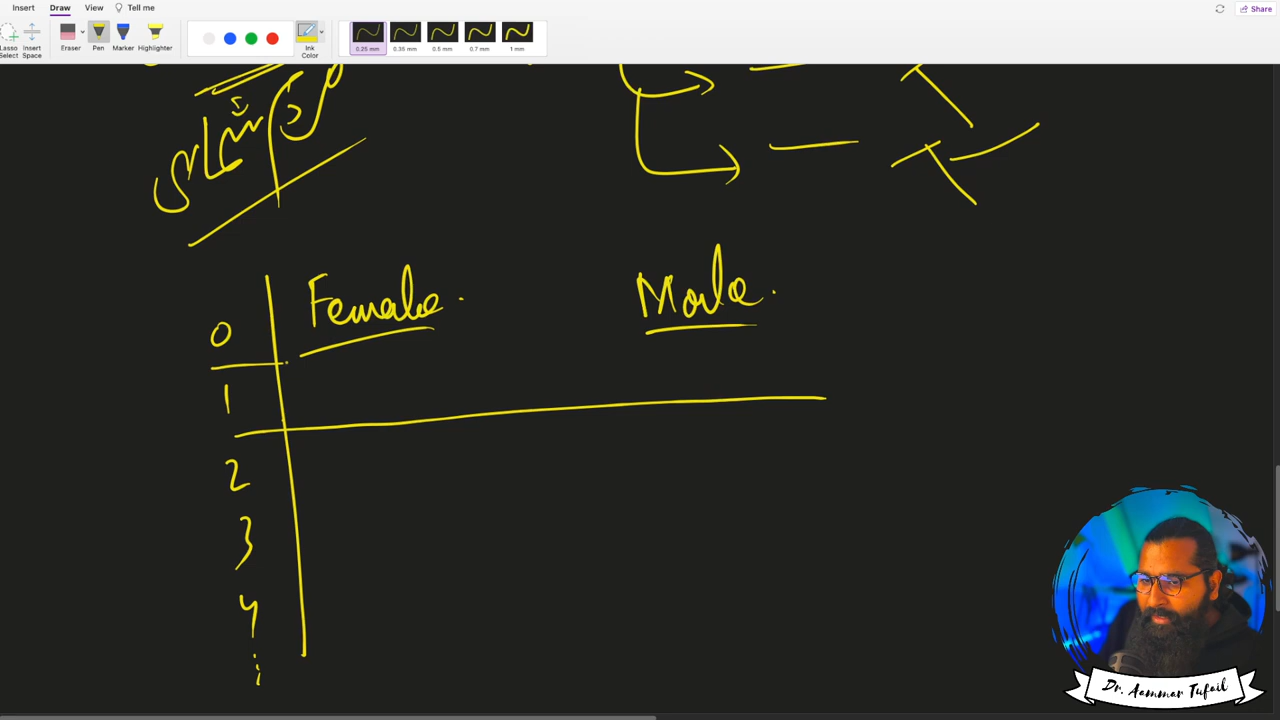 Insert Draw View Tell me
Share
Lasso Select
Insert Space
Eraser
Pen
Marker
Highlighter
Ink Color
0.25 mm
0.35 mm
0.5 mm
0.7 mm
1 mm
Female. Male.
0
1
2
3
4
Dr. Aammar Tufail